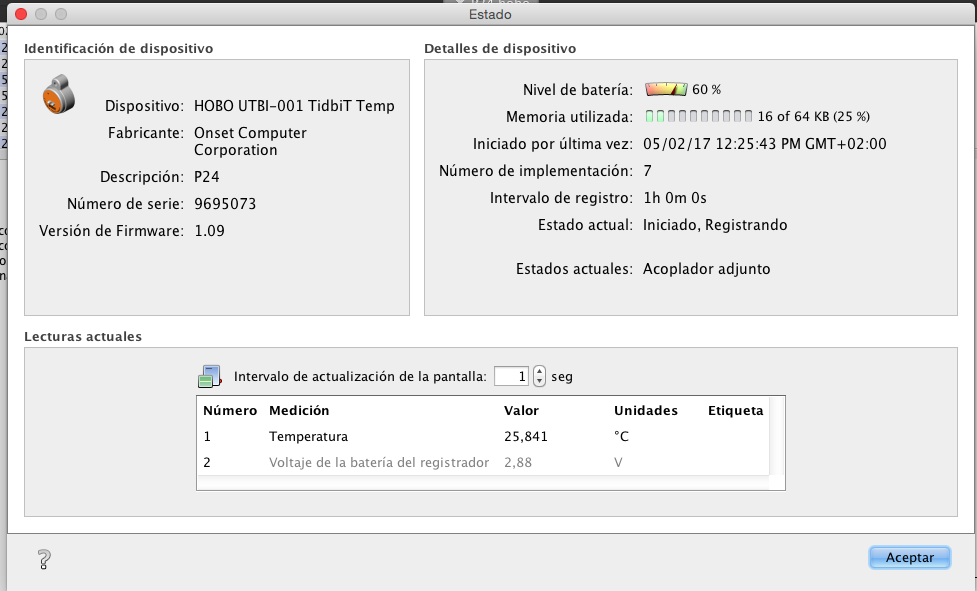 Estado
Identificación de dispositivo
Dispositivo: HOBO UTBI-001 TidbiT Temp
Fabricante: Onset Computer
Corporation
Descripción: P24
Número de serie: 9695073
Versión de Firmware: 1.09
Detalles de dispositivo
Nivel de batería: 60 %
Memoria utilizada: 16 of 64 KB (25 %)
Iniciado por última vez: 05/02/17 12:25:43 PM GMT+02:00
Número de implementación: 7
Intervalo de registro: 1h 0m 0s
Estado actual: Iniciado, Registrando
Estados actuales: Acoplador adjunto
Lecturas actuales
Intervalo de actualización de la pantalla: 1 seg
Número Medición Valor Unidades Etiqueta
1 Temperatura 25,841 °C
2 Voltaje de la batería del registrador 2,88 V
?
Aceptar